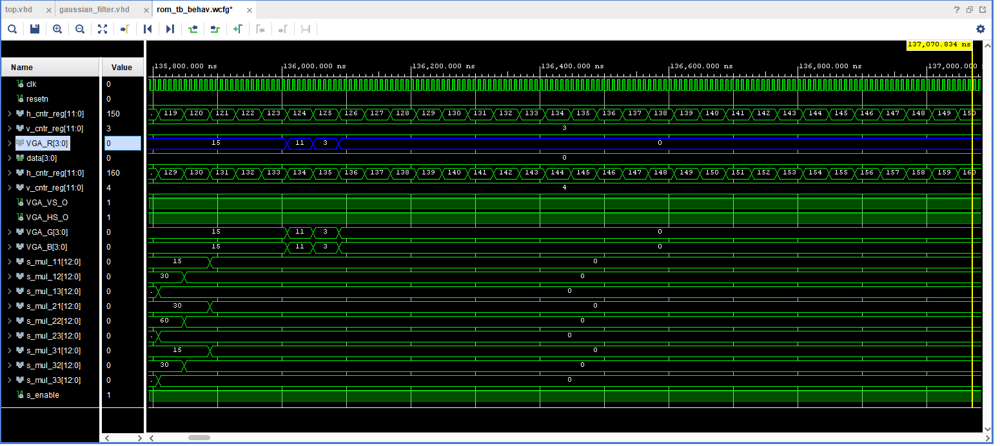 top.vhd gaussian_filter.vhd rom_tb_behav.wcfg*
137,070.834 ns
135,800.000 ns 136,000.000 ns 136,200.000 ns 136,400.000 ns 136,600.000 ns 136,800.000 ns 137,000.000
Name Value
clk 0
resetn 0
h_cntr_reg[11:0] 150 119 120 121 122 123 124 125 126 127 128 129 130 131 132 133 134 135 136 137 138 139 140 141 142 143 144 145 146 147 148 149 150
v_cntr_reg[11:0] 3 3
VGA_R[3:0] 0 15 11 3 0
data[3:0] 0 0
h_cntr_reg[11:0] 160 129 130 131 132 133 134 135 136 137 138 139 140 141 142 143 144 145 146 147 148 149 150 151 152 153 154 155 156 157 158 159 160
v_cntr_reg[11:0] 4 4
VGA_VS_O 1
VGA_HS_O 1
VGA_G[3:0] 0 15 11 3 0
VGA_B[3:0] 0 15 11 3 0
s_mul_11[12:0] 0 15 0
s_mul_12[12:0] 0 30 0
s_mul_13[12:0] 0 . 0
s_mul_21[12:0] 0 30 0
s_mul_22[12:0] 0 60 0
s_mul_23[12:0] 0 . 0
s_mul_31[12:0] 0 15 0
s_mul_32[12:0] 0 30 0
s_mul_33[12:0] 0 . 0
s_enable 1